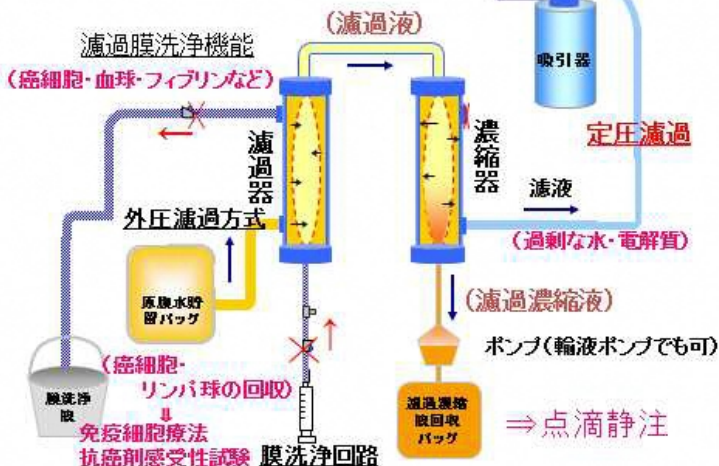 (濾過液)
濾過膜洗浄機能
(癌細胞・血球・フィブリンなど)
吸引器
定圧濾過
濾過器
濃縮器
外圧濾過方式
濾液
(過剰な水・電解質)
原腹水貯
留バッグ
(濾過濃縮液)
ポンプ(輸液ポンプでも可)
(癌細胞・
リンパ球の回収)
⇓
免疫細胞療法
抗癌剤感受性試験
膜洗浄
液
膜洗浄回路
濾過濃縮
液回収
バッグ
⇒点滴静注